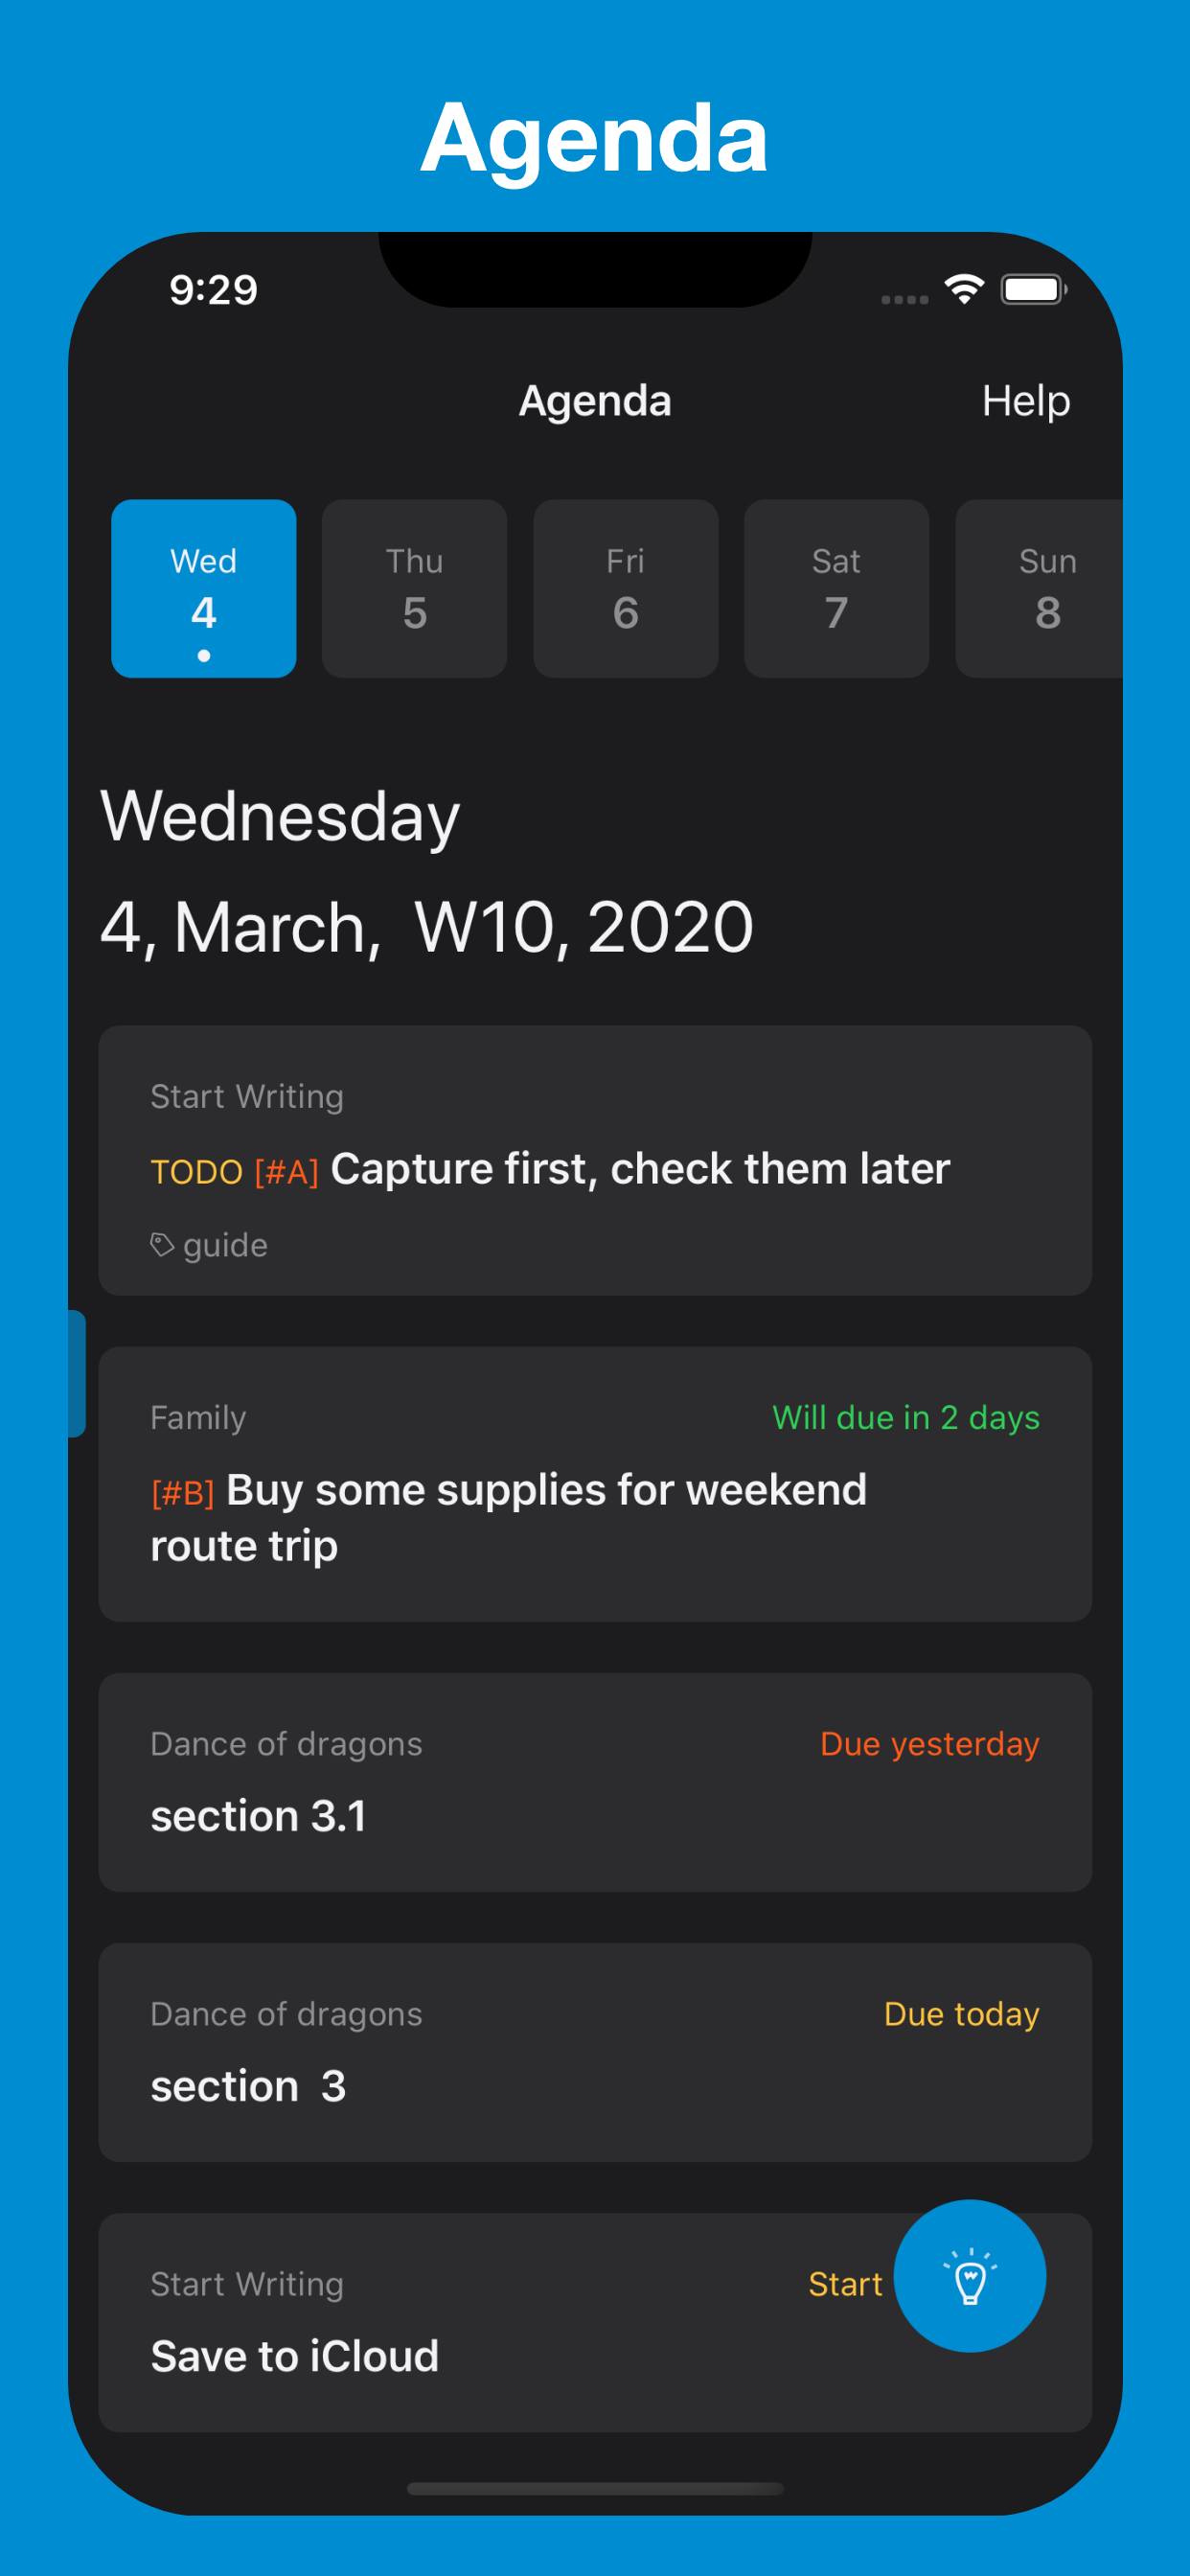 Agenda
9:29
Agenda
Help
Wed Thu Fri Sat Sun
4 5 6 7 8
Wednesday
4, March,  W10, 2020
Start Writing
TODO [#A] Capture first, check them later
guide
Family
Will due in 2 days
[#B] Buy some supplies for weekend
route trip
Dance of dragons
Due yesterday
section 3.1
Dance of dragons
Due today
section  3
Start Writing
Start
Save to iCloud